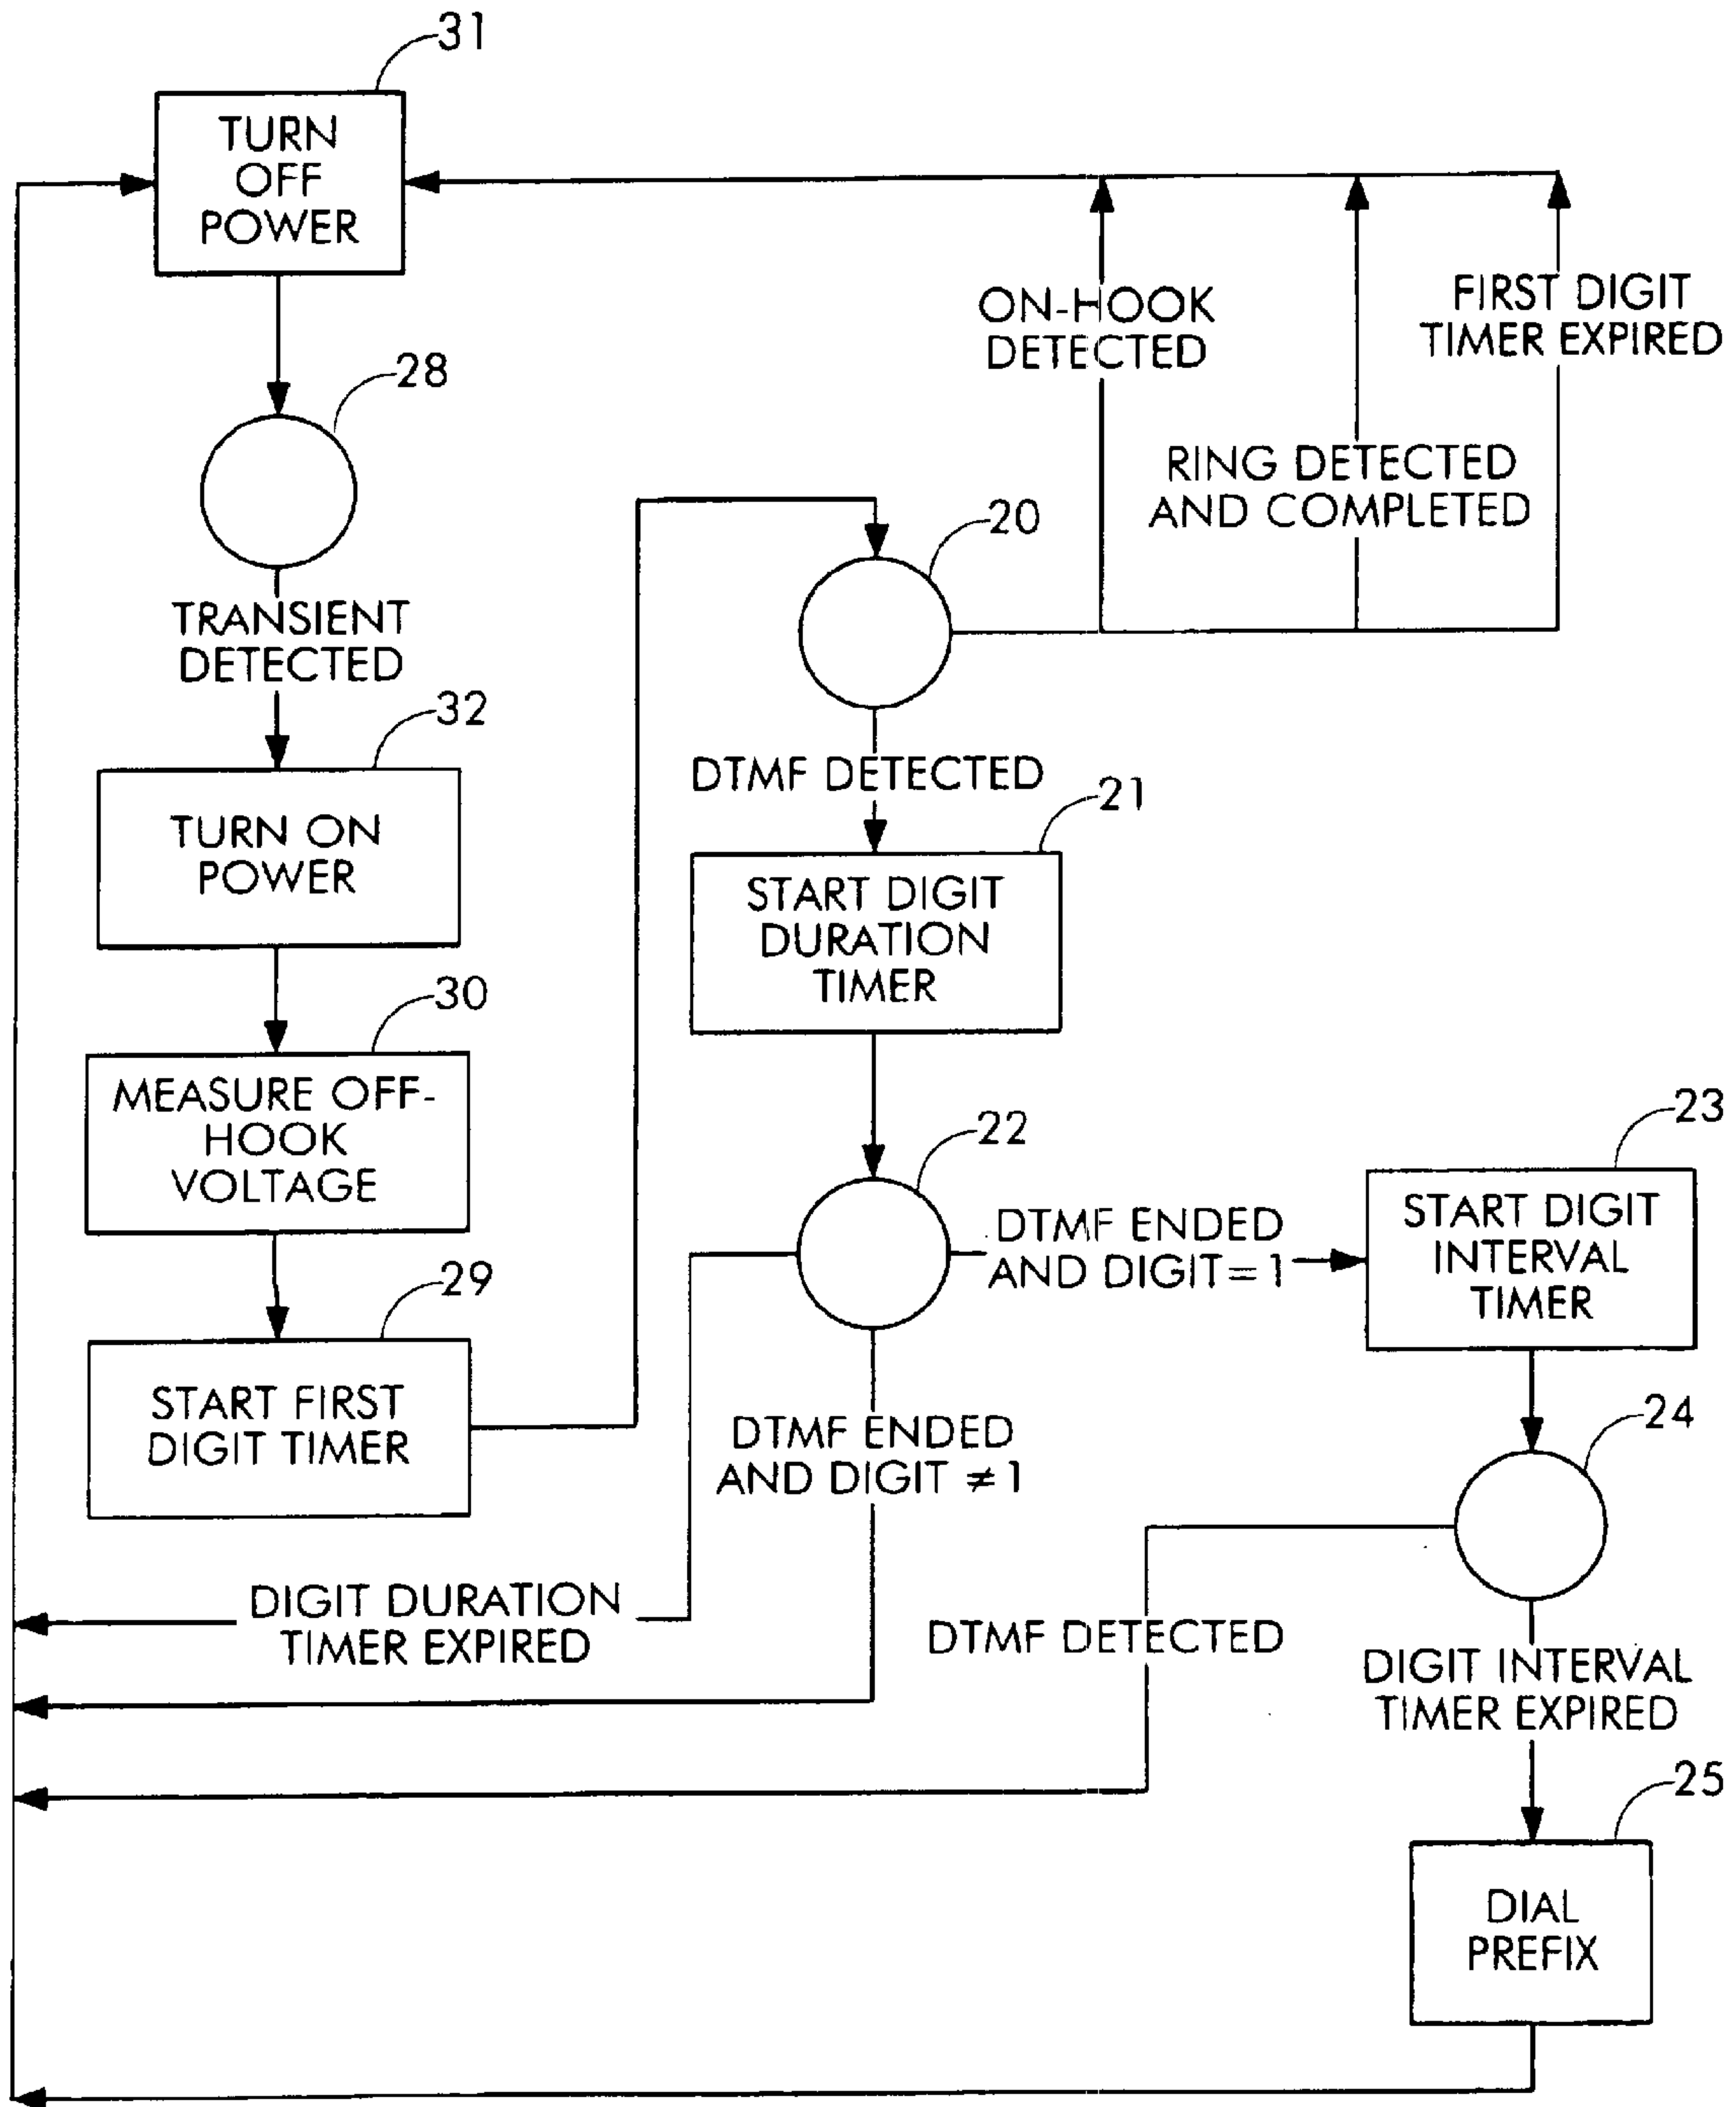 31
TURN
OFF
POWER
ON-HOOK
DETECTED
FIRST DIGIT
TIMER EXPIRED
28
RING DETECTED
AND COMPLETED
20
TRANSIENT
DETECTED
32
TURN ON
POWER
DTMF DETECTED
21
START DIGIT
DURATION
TIMER
30
MEASURE OFF-
HOOK
VOLTAGE
22
DTMF ENDED
AND DIGIT = 1
23
START DIGIT
INTERVAL
TIMER
29
START FIRST
DIGIT TIMER
DTMF ENDED
AND DIGIT ≠ 1
24
DIGIT DURATION
TIMER EXPIRED
DTMF DETECTED
DIGIT INTERVAL
TIMER EXPIRED
25
DIAL
PREFIX